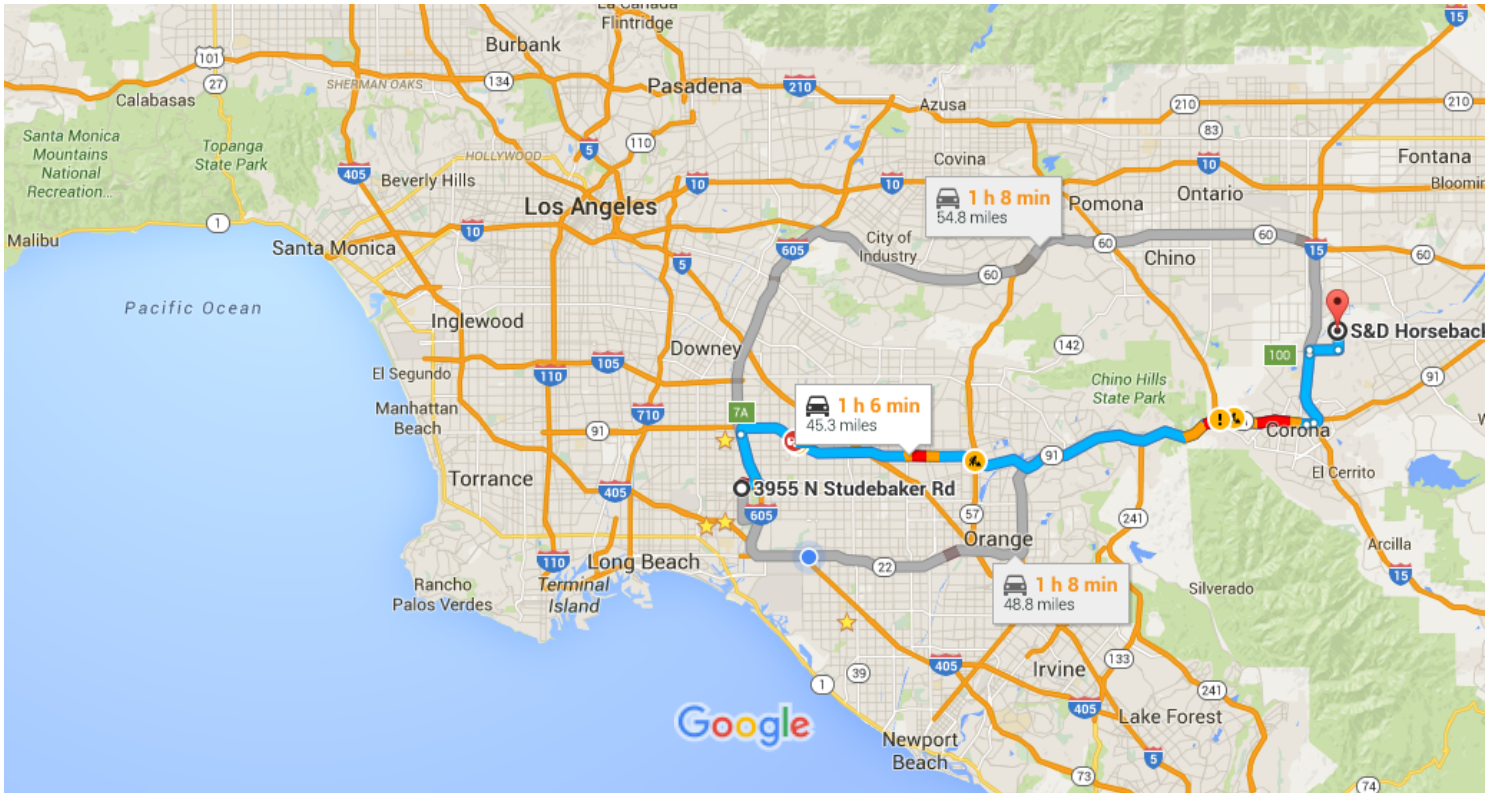 La Canada
Flintridge
15
101
Burbank
27
SHERMAN OAKS
134
Pasadena
210
Calabasas
Azusa
210
210
Santa Monica
Mountains
National
Recreation...
Topanga
State Park
110
83
5
HOLLYWOOD
Covina
10
Fontana
405
Beverly Hills
10
10
Ontario
Bloomin
1 h 8 min
54.8 miles
Pomona
Los Angeles
1
Malibu
Santa Monica
10
605
City of
Industry
60
60
15
60
Chino
5
60
Pacific Ocean
Inglewood
S&D Horseback
Downey
142
100
105
El Segundo
110
Chino Hills
State Park
91
Manhattan
Beach
710
7A
1 h 6 min
45.3 miles
91
Corona
91
El Cerrito
Torrance
405
3955 N Studebaker Rd
605
57
241
Orange
Arcilla
110
Long Beach
22
15
Rancho
Palos Verdes
Terminal
Island
1 h 8 min
48.8 miles
Silverado
405
Irvine
133
39
1
241
405
Lake Forest
Google
Newport
Beach
5
73
74